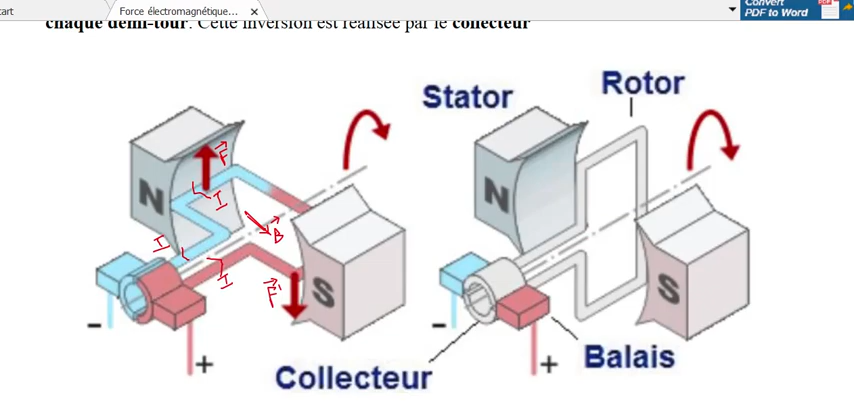 tart
Force électromagnétique...
Convert
PDF to Word
chaque demi-tour. Cette inversion est réalisée par le collecteur
Stator
Rotor
F
N
I
B
I
I
F
S
-
+
N
S
-
+
Collecteur
Balais